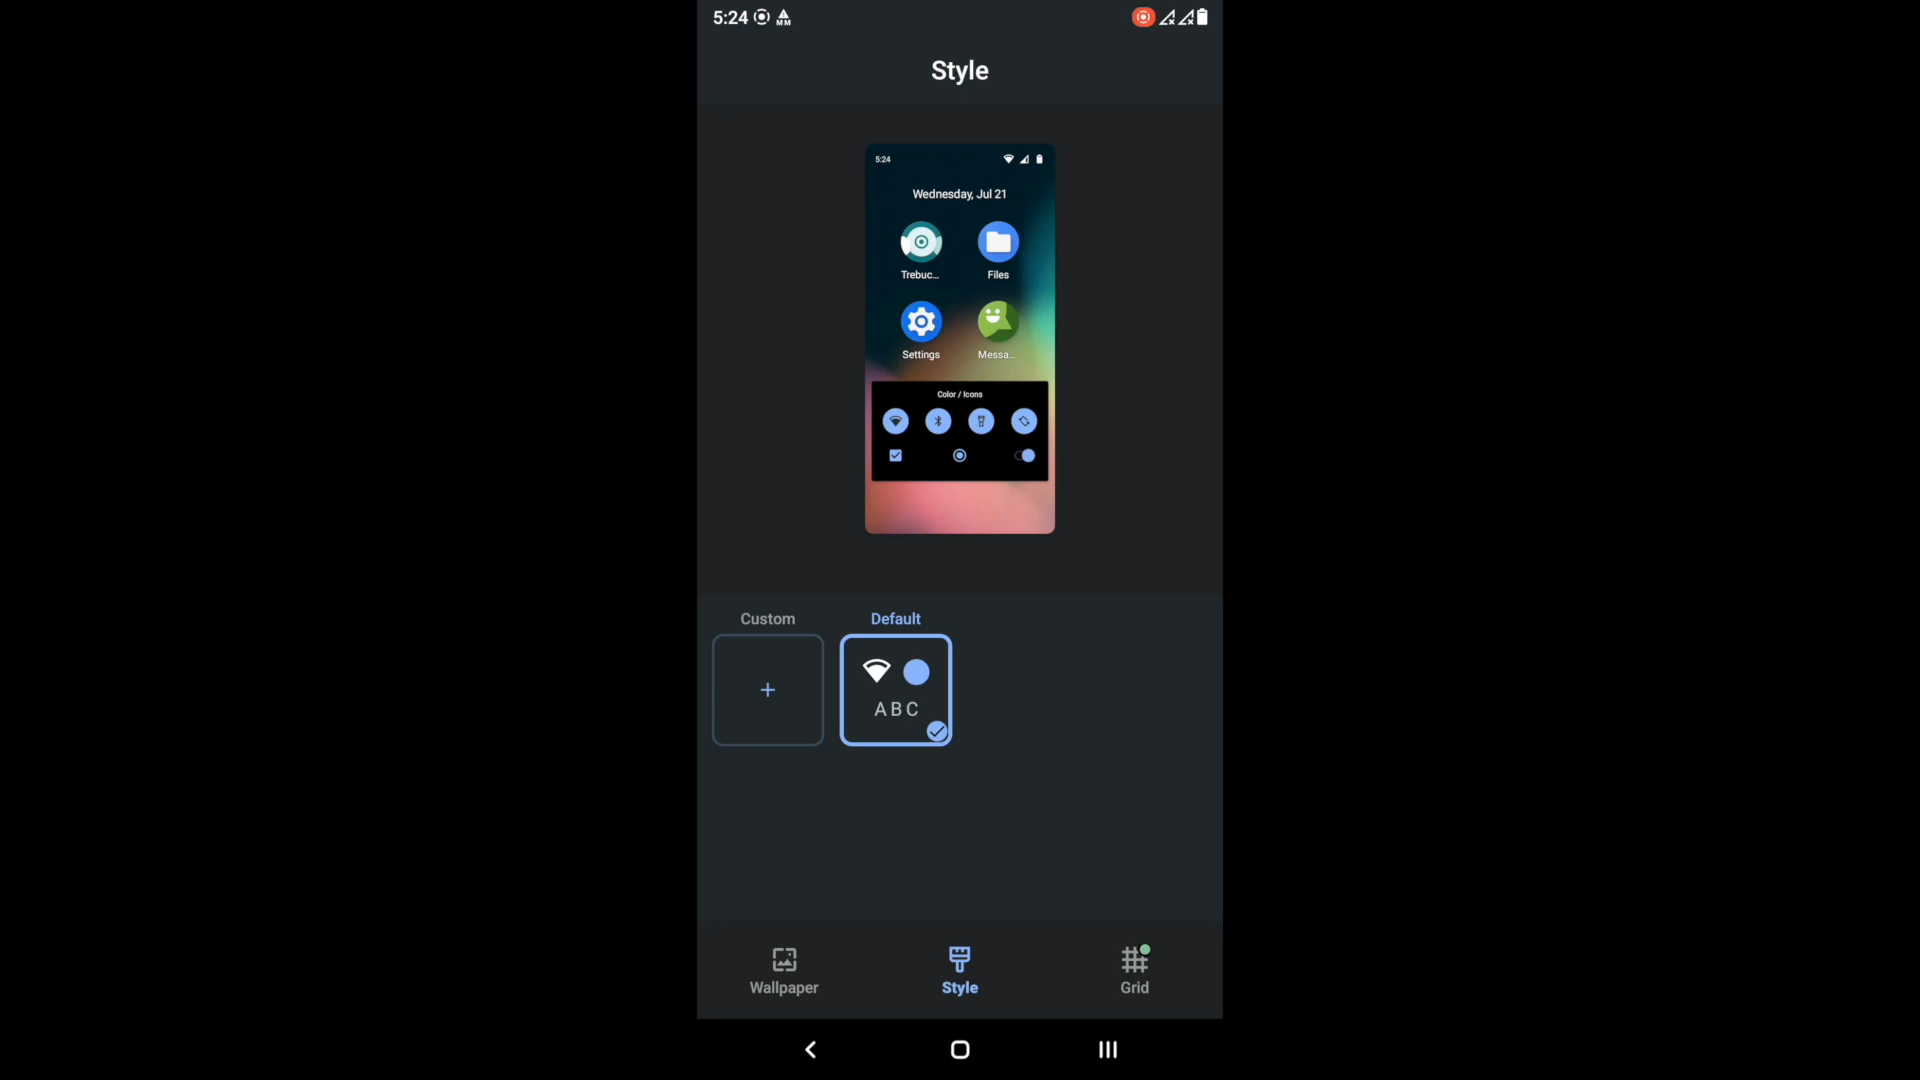 5:24
MM
Style
5:24
Wednesday, Jul 21
Trebuc...
Files
Settings
Messa...
Color / Icons
Custom
Default
+
A B C
Wallpaper
Style
Grid